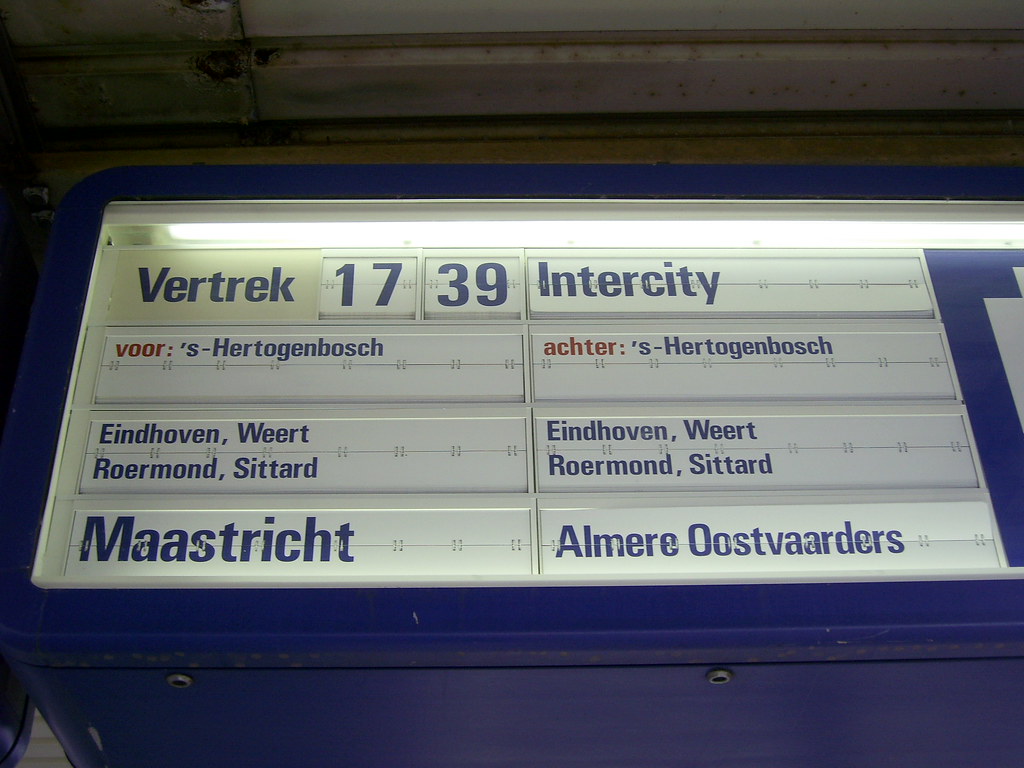 Vertrek 17 39 Intercity
voor: 's-Hertogenbosch
Eindhoven, Weert
Roermond, Sittard
Maastricht
achter: 's-Hertogenbosch
Eindhoven, Weert
Roermond, Sittard
Almere Oostvaarders